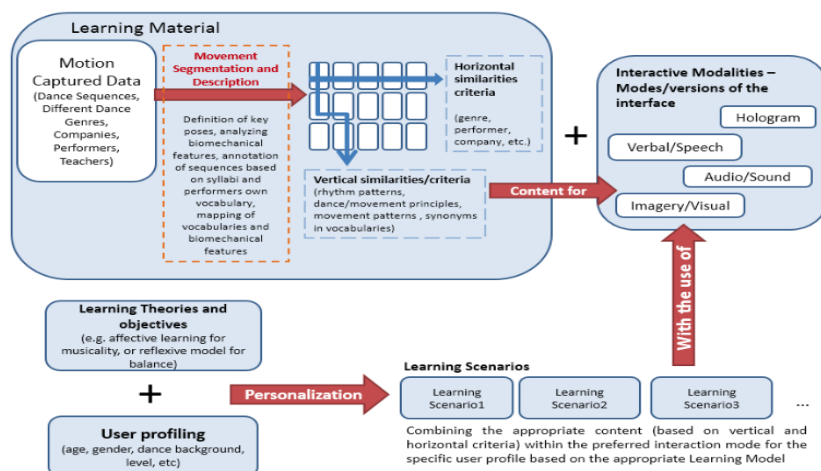 Learning Material
Motion
Captured Data
(Dance Sequences,
Different Dance
Genres,
Companies,
Performers,
Teachers)
Movement
Segmentation and
Description
Definition of key
poses, analyzing
biomechanical
features, annotation
of sequences based
on syllabi and
performers own
vocabulary,
mapping of
vocabularies and
biomechanical
features
Horizontal
similarities
criteria
(genre,
performer,
company, etc.)
Vertical similarities/criteria
(rhythm patterns,
dance/movement principles,
movement patterns , synonyms
in vocabularies)
+
Content for
Interactive Modalities –
Modes/versions of the
interface
Hologram
Verbal/Speech
Audio/Sound
Imagery/Visual
With the use of
Learning Theories and
objectives
(e.g. affective learning for
musicality, or reflexive model for
balance)
+
User profiling
(age, gender, dance background,
level, etc)
Personalization
Learning Scenarios
Learning
Scenario1
Learning
Scenario2
Learning
Scenario3
...
Combining the appropriate content (based on vertical and
horizontal criteria) within the preferred interaction mode for the
specific user profile based on the appropriate Learning Model